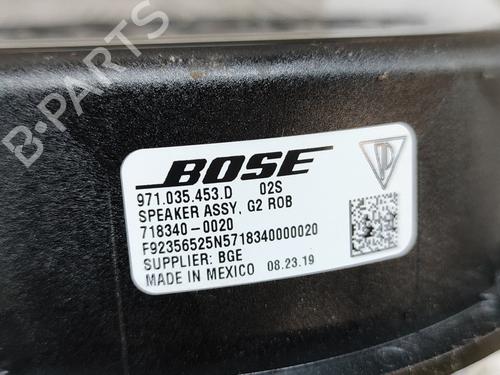 B-PARTS
BOSE
971.035.453.D 02S
SPEAKER ASSY, G2 ROB
718340-0020
F92356525N5718340000020
SUPPLIER: BGE
MADE IN MEXICO 08.23.19